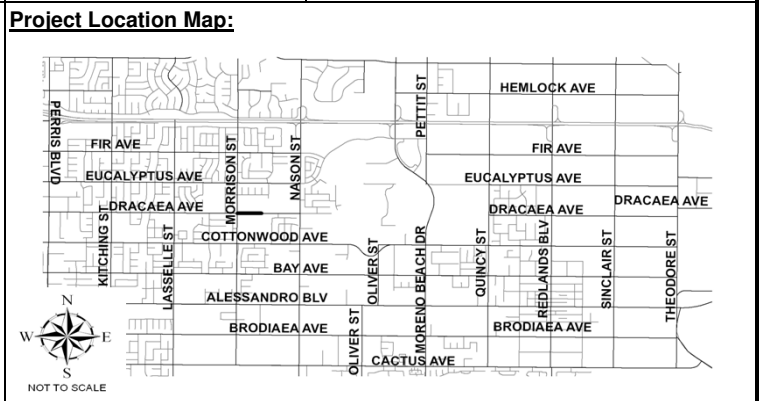 Project Location Map:
HEMLOCK AVE
PETTIT ST
PERRIS BLVD
FIR AVE
FIR AVE
MORRISON ST
NASON ST
EUCALYPTUS AVE
EUCALYPTUS AVE
DRACAEA AVE
DRACAEA AVE
DRACAEA AVE
KITCHING ST
LASSELLE ST
COTTONWOOD AVE
OLIVER ST
MORENO BEACH DR
QUINCY ST
REDLANDS BLV
SINCLAIR ST
THEODORE ST
BAY AVE
ALESSANDRO BLV
BRODIAEA AVE
BRODIAEA AVE
OLIVER ST
CACTUS AVE
N
W
E
S
NOT TO SCALE